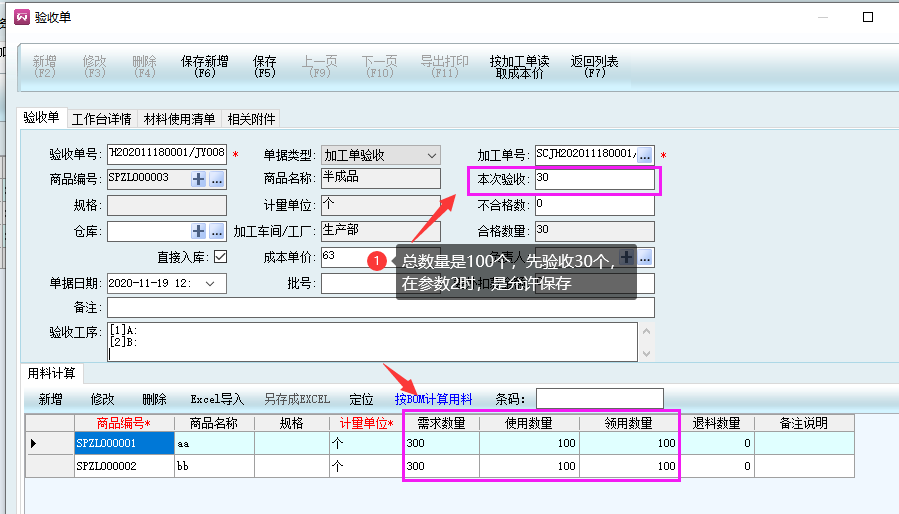 验收单
新增 修改 删除 保存新增 保存 上一页 下一页 导出打印 按加工单读 返回列表
(F2) (F3) (F4) (F6) (F5) (F9) (F10) (F11) 取成本价 (F7)
验收单 工作台详情 材料使用清单 相关附件
验收单号: H202011180001/JY008 * 单据类型: 加工单验收 加工单号: SCJH202011180001/ ... *
商品编号: SPZL000003 + ... 商品名称: 半成品 本次验收: 30
规格: 计量单位: 个 不合格数: 0
仓库: + ... 加工车间/工厂: 生产部 合格数量: 30
直接入库: 成本单价: 63 负责人 + ...
1 总数量是100个，先验收30个，
在参数2时，是允许保存
单据日期: 2020-11-19 12: 批号:
备注:
验收工序: [1]A:
[2]B:
用料计算
新增 修改 删除 Excel导入 另存成EXCEL 定位 按BOM计算用料 条码:
商品编号* 商品名称 规格 计量单位* 需求数量 使用数量 领用数量 退料数量 备注说明
SPZL000001 aa 个 300 100 100 0
SPZL000002 bb 个 300 100 100 0